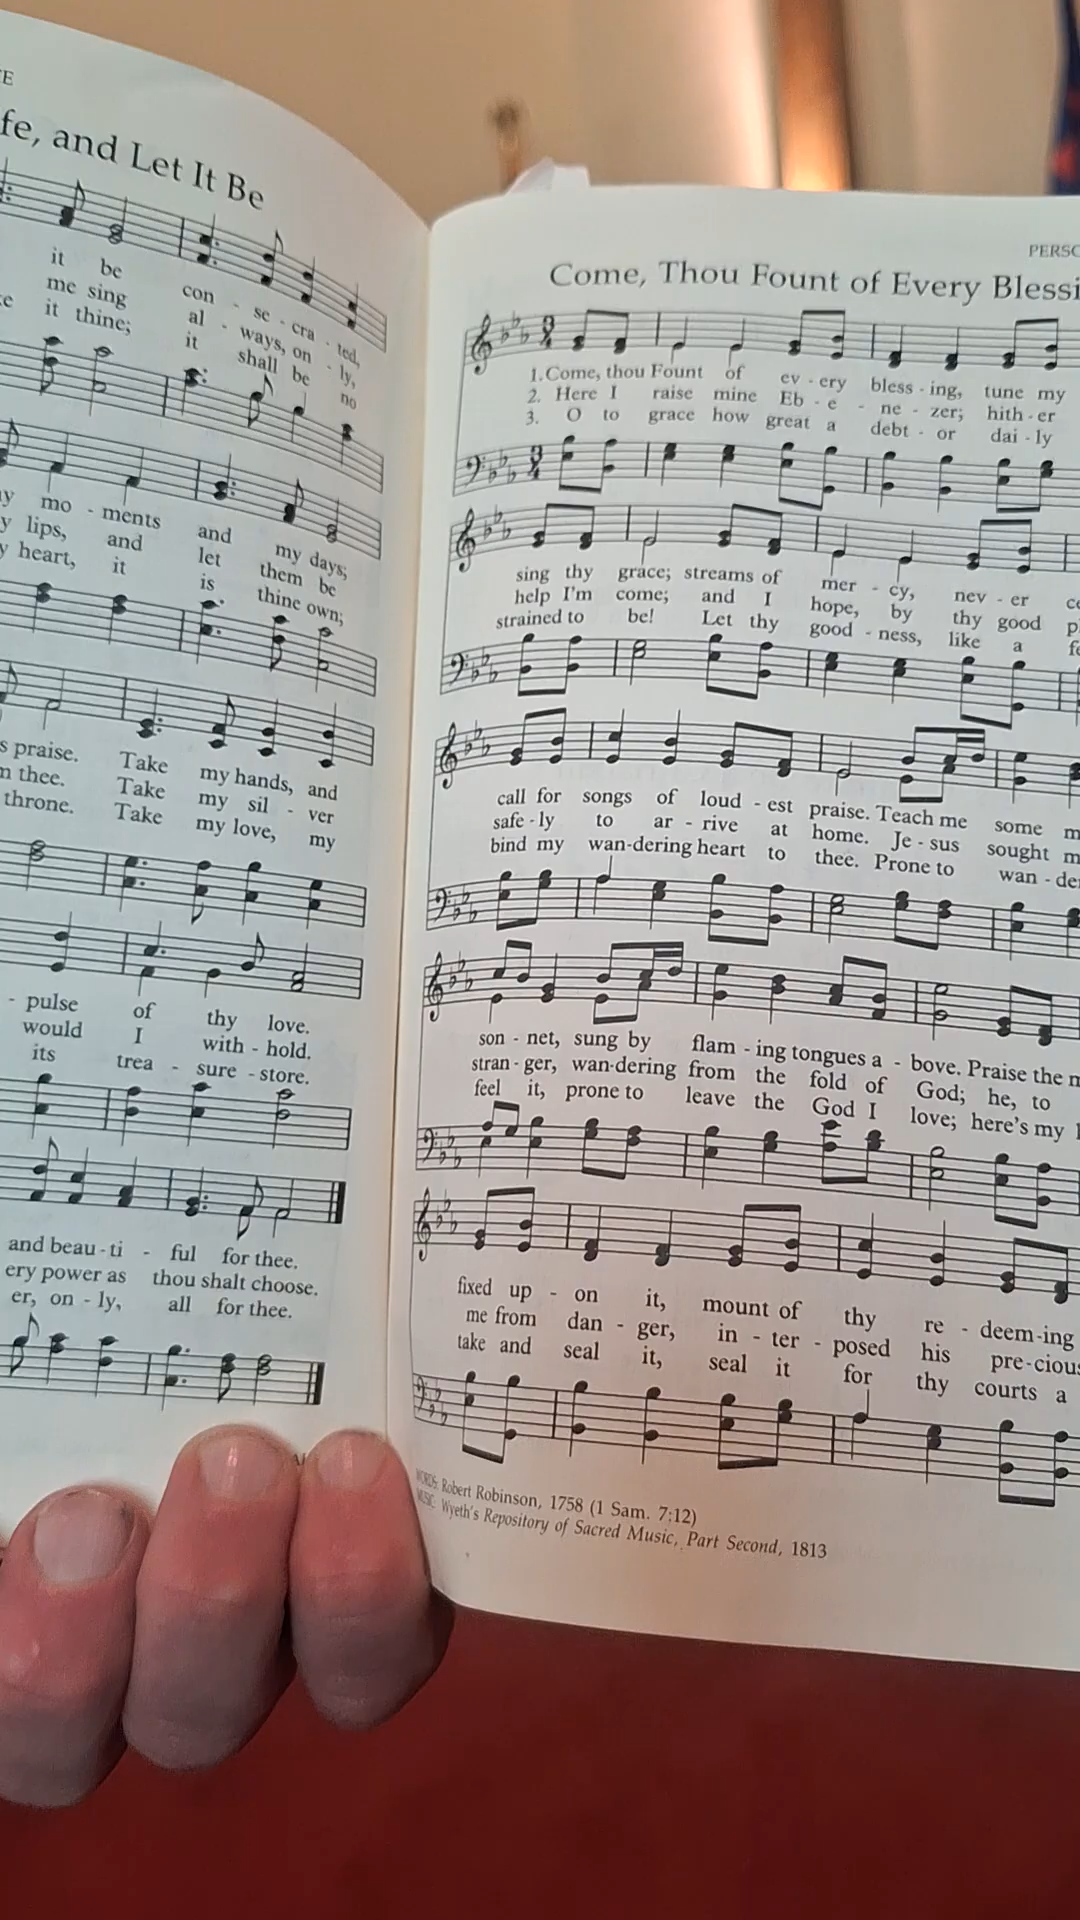 E
fe, and Let It Be
it be con - se - cra - ted,
me sing al - ways, on - ly,
it thine; it shall be no
mo - ments and my days;
lips, and let them be
heart, it is thine own;
praise. Take my hands, and
thee. Take my sil - ver
throne. Take my love, my
- pulse of thy love.
would I with - hold.
its trea - sure - store.
and beau - ti - ful for thee.
ery power as thou shalt choose.
er, on - ly, all for thee.
PERSO
Come, Thou Fount of Every Blessi
1. Come, thou Fount of ev - ery bless - ing, tune my
2. Here I raise mine Eb - e - ne - zer; hith - er
3. O to grace how great a debt - or dai - ly
sing thy grace; streams of mer - cy, nev - er
help I'm come; and I hope, by thy good
strained to be! Let thy good - ness, like a
call for songs of loud - est praise. Teach me some m
safe - ly to ar - rive at home. Je - sus sought m
bind my wan-dering heart to thee. Prone to wan - der
son - net, sung by flam - ing tongues a - bove. Praise the m
stran - ger, wan-dering from the fold of God; he, to
feel it, prone to leave the God I love; here's my
fixed up - on it, mount of thy re - deem-ing
me from dan - ger, in - ter - posed his pre-cious
take and seal it, seal it for thy courts a
WORDS: Robert Robinson, 1758 (1 Sam. 7:12)
MUSIC: Wyeth's Repository of Sacred Music, Part Second, 1813